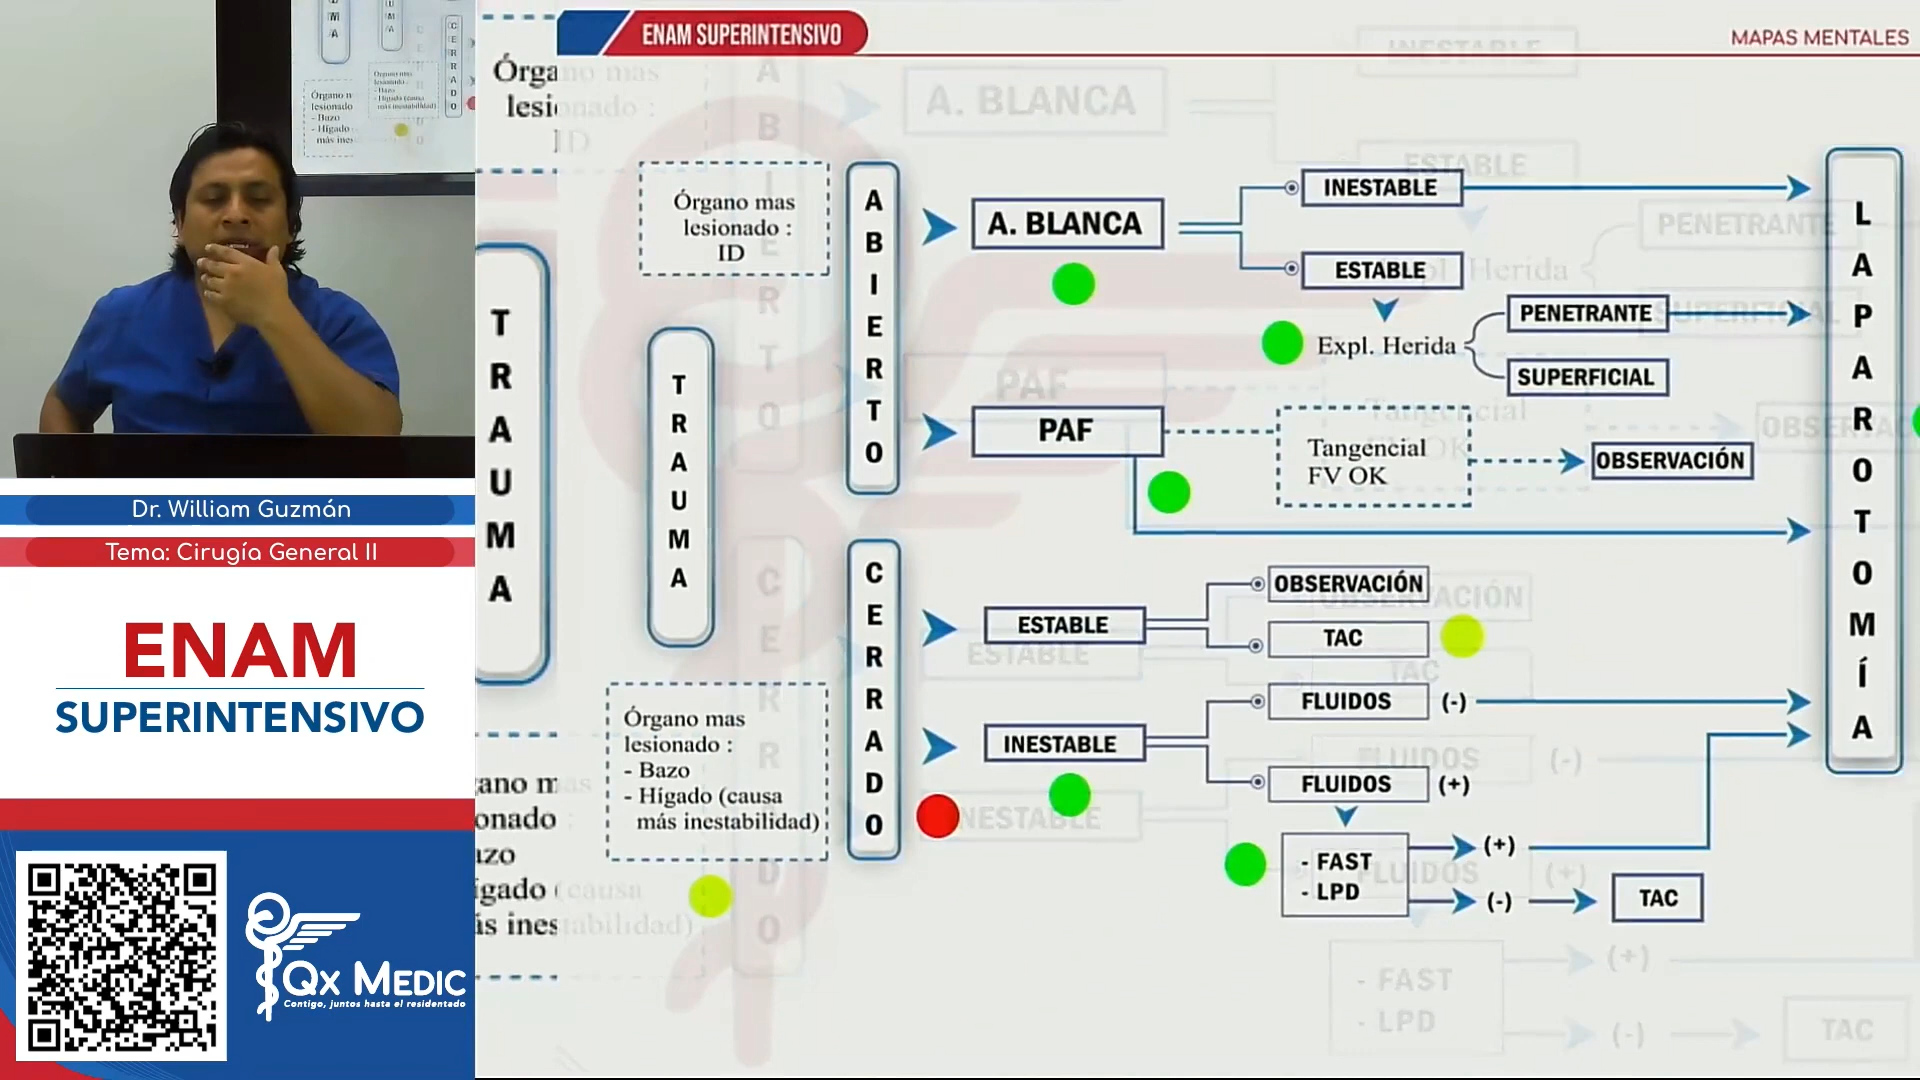 ENAM SUPERINTENSIVO
MAPAS MENTALES
Órgano mas
lesionado :
ID
A. BLANCA
INESTABLE
ESTABLE
PENETRANTE
Expl. Herida
SUPERFICIAL
PAF
Tangencial
FV OK
OBSERVACIÓN
TRAUMA
ABIERTO
CERRADO
LAPAROTOMÍA
TRAUMA
ESTABLE
OBSERVACIÓN
TAC
FLUIDOS (-)
INESTABLE
FLUIDOS (+)
Órgano mas
lesionado :
- Bazo
- Hígado (causa
más inestabilidad)
- FAST
- LPD
(+)
(-)
TAC
Dr. William Guzmán
Tema: Cirugía General II
ENAM
SUPERINTENSIVO
QX MEDIC
Contigo, juntos hasta el residentado